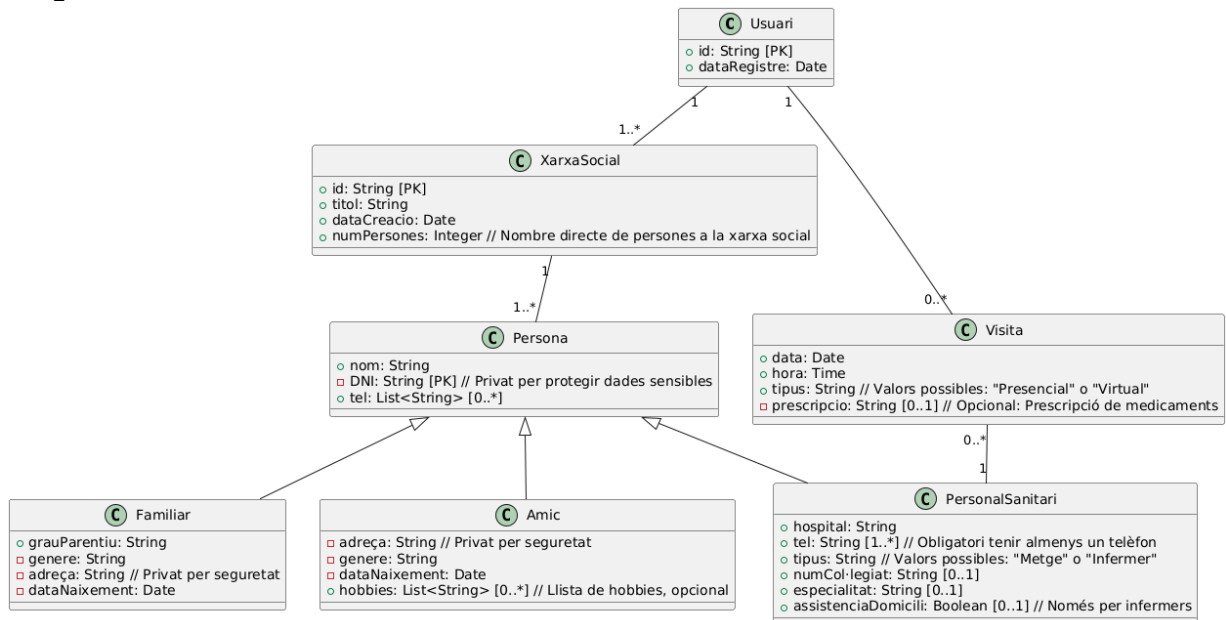 C Usuari
id: String [PK]
dataRegistre: Date
1
1
1..*
C XarxaSocial
id: String [PK]
titol: String
dataCreacio: Date
numPersones: Integer // Nombre directe de persones a la xarxa social
1
1..*
0..*
C Persona
nom: String
DNI: String [PK] // Privat per protegir dades sensibles
tel: List<String> [0..*]
C Visita
data: Date
hora: Time
tipus: String // Valors possibles: "Presencial" o "Virtual"
prescripcio: String [0..1] // Opcional: Prescripció de medicaments
0..*
1
C Familiar
grauParentiu: String
genere: String
adreça: String // Privat per seguretat
dataNaixement: Date
C Amic
adreça: String // Privat per seguretat
genere: String
dataNaixement: Date
hobbies: List<String> [0..*] // Llista de hobbies, opcional
C PersonalSanitari
hospital: String
tel: String [1..*] // Obligatori tenir almenys un telèfon
tipus: String // Valors possibles: "Metge" o "Infermer"
numCol·legiat: String [0..1]
especialitat: String [0..1]
assistenciaDomicili: Boolean [0..1] // Només per infermers